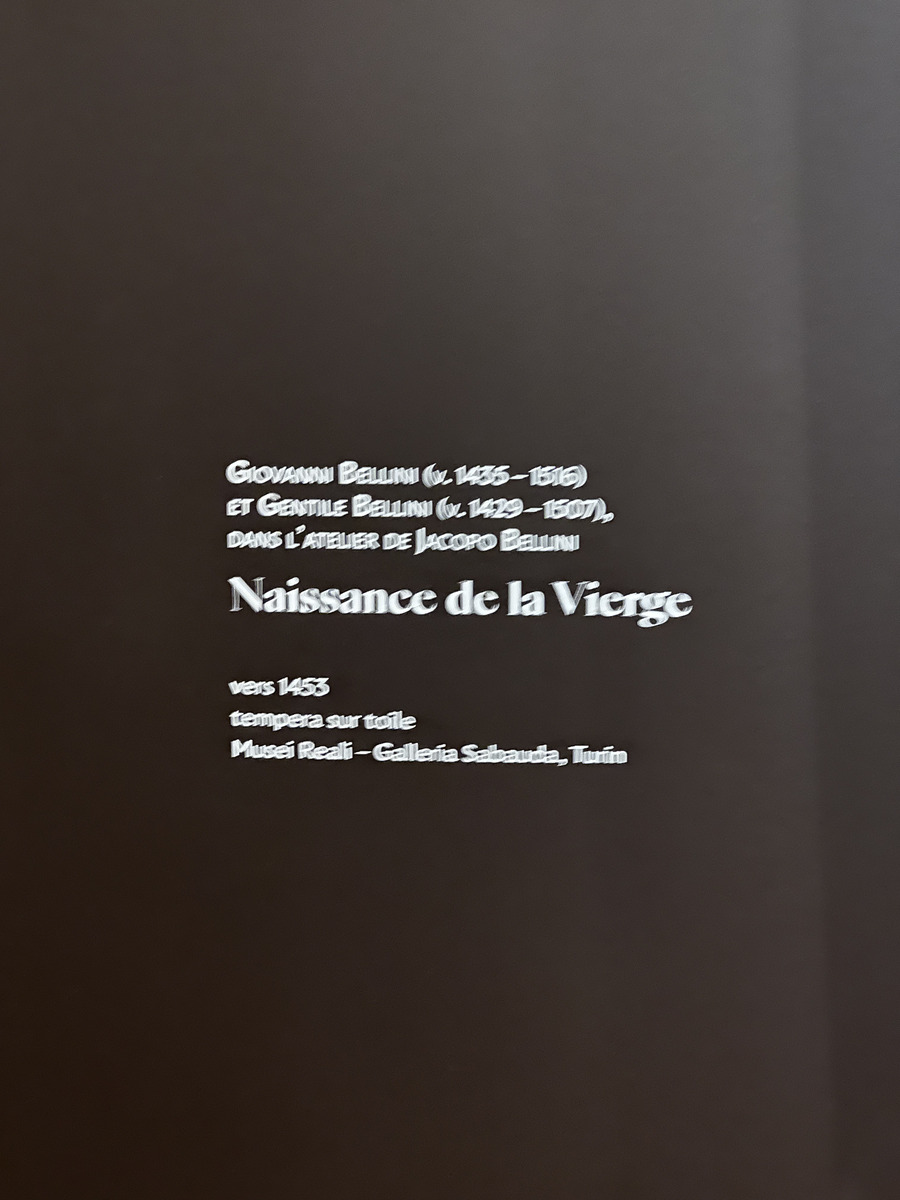 Giovanni Bellini (v. 1435 – 1516)
et Gentile Bellini (v. 1429 – 1507),
dans l'atelier de Jacopo Bellini
Naissance de la Vierge
vers 1453
tempera sur toile
Musei Reali – Galleria Sabauda, Turin